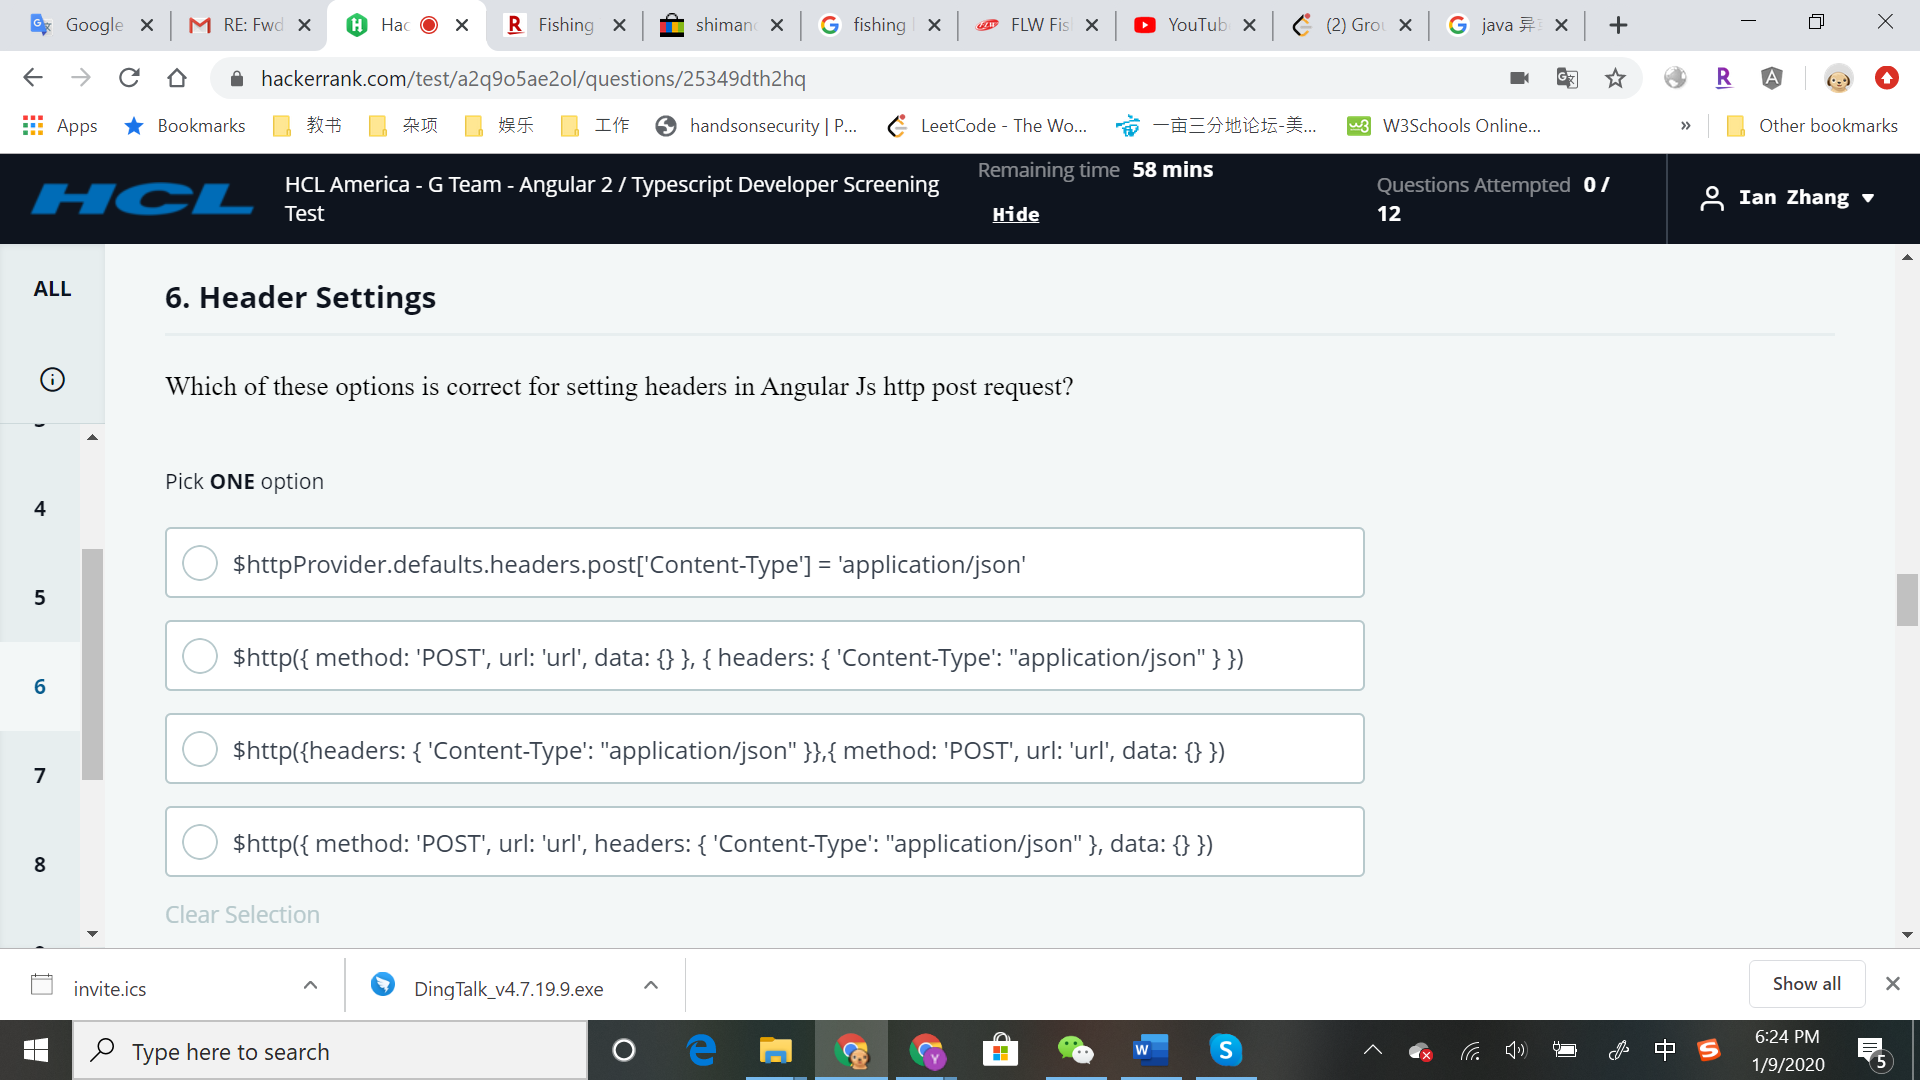 Google
RE: Fwd
Hac
Fishing
shiman
fishing
FLW Fis
YouTub
(2) Grou
java 异
hackerrank.com/test/a2q9o5ae2ol/questions/25349dth2hq
Apps
Bookmarks
教书
杂项
娱乐
工作
handsonsecurity | P...
LeetCode - The Wo...
一亩三分地论坛-美...
W3Schools Online...
»
Other bookmarks
HCL
HCL America - G Team - Angular 2 / Typescript Developer Screening
Test
Remaining time 58 mins
Hide
Questions Attempted 0 /
12
Ian Zhang
ALL
4
5
6
7
8
6. Header Settings
Which of these options is correct for setting headers in Angular Js http post request?
Pick ONE option
$httpProvider.defaults.headers.post['Content-Type'] = 'application/json'
$http({ method: 'POST', url: 'url', data: {} }, { headers: { 'Content-Type': "application/json" } })
$http({headers: { 'Content-Type': "application/json" }},{ method: 'POST', url: 'url', data: {} })
$http({ method: 'POST', url: 'url', headers: { 'Content-Type': "application/json" }, data: {} })
Clear Selection
invite.ics
DingTalk_v4.7.19.9.exe
Show all
Type here to search
中
6:24 PM
1/9/2020
5